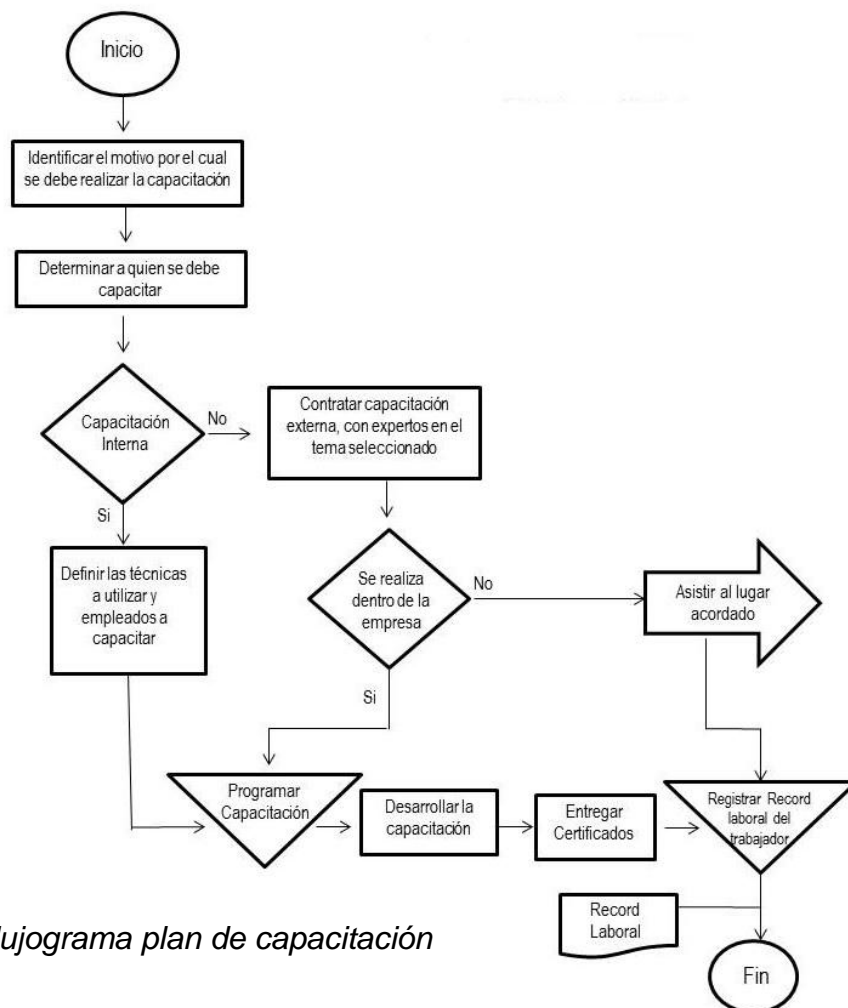 Inicio
Identificar el motivo por el cual
se debe realizar la capacitación
Determinar a quien se debe
capacitar
Capacitación
Interna
No
Contratar capacitación
externa, con expertos en el
tema seleccionado
Si
Definir las técnicas
a utilizar y
empleados a
capacitar
Se realiza
dentro de la
empresa
No
Asistir al lugar
acordado
Si
Programar
Capacitación
Desarrollar la
capacitación
Entregar
Certificados
Registrar Record
laboral del
trabajador
Record
Laboral
Fin
lujograma plan de capacitación